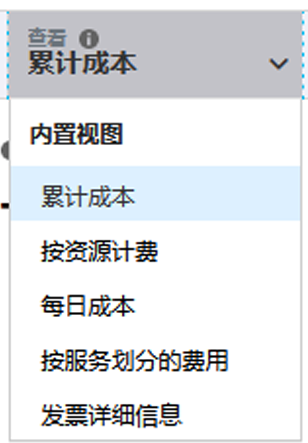 查看
累计成本
内置视图
累计成本
按资源计费
每日成本
按服务划分的费用
发票详细信息